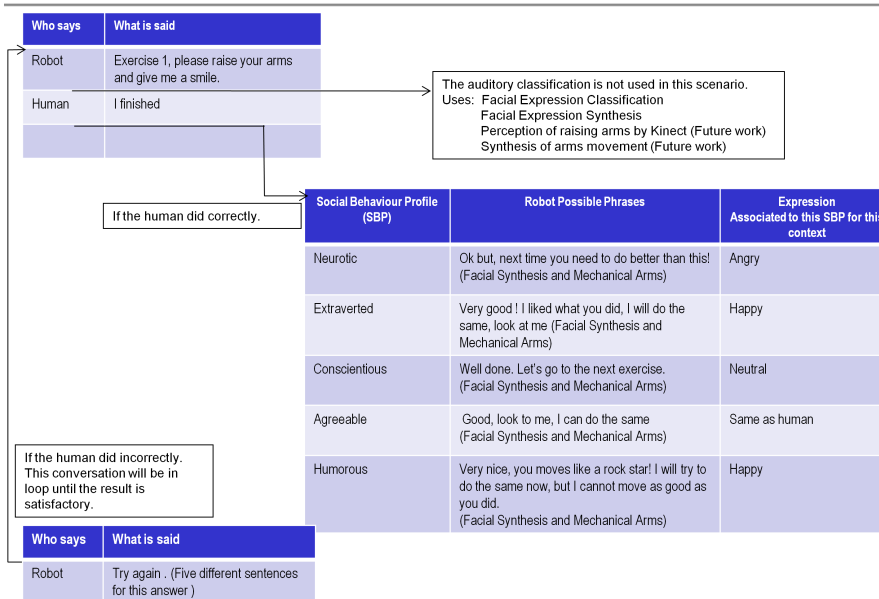 Who says What is said
Robot Exercise 1, please raise your arms
and give me a smile.
Human I finished
The auditory classification is not used in this scenario.
Uses: Facial Expression Classification
Facial Expression Synthesis
Perception of raising arms by Kinect (Future work)
Synthesis of arms movement (Future work)
If the human did correctly.
Social Behaviour Profile
(SBP)
Robot Possible Phrases
Expression
Associated to this SBP for this
context
Neurotic Ok but, next time you need to do better than this! Angry
(Facial Synthesis and Mechanical Arms)
Extraverted Very good ! I liked what you did, I will do the Happy
same, look at me (Facial Synthesis and
Mechanical Arms)
Conscientious Well done. Let's go to the next exercise. Neutral
(Facial Synthesis and Mechanical Arms)
Agreeable Good, look to me, I can do the same Same as human
(Facial Synthesis and Mechanical Arms)
Humorous Very nice, you moves like a rock star! I will try to Happy
do the same now, but I cannot move as good as
you did.
(Facial Synthesis and Mechanical Arms)
If the human did incorrectly.
This conversation will be in
loop until the result is
satisfactory.
Who says What is said
Robot Try again . (Five different sentences
for this answer )